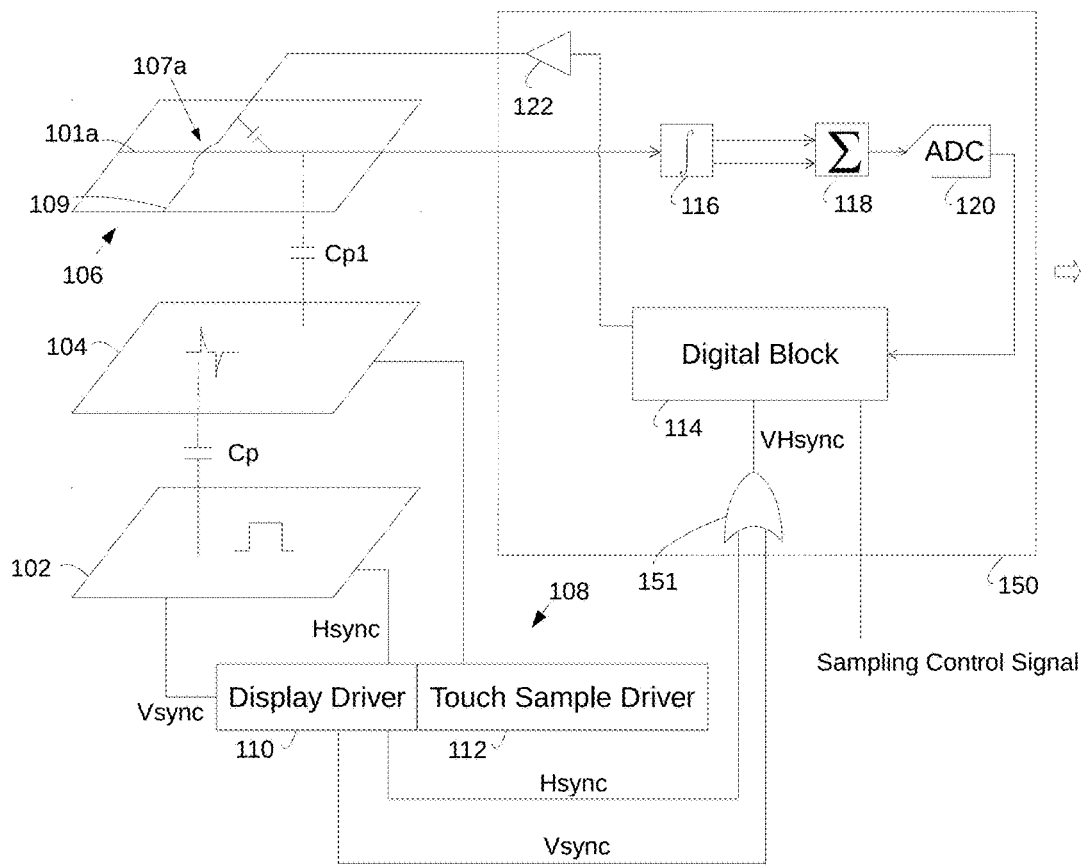 107a
122
101a
∫
Σ
ADC
109
116
118
120
106
Cp1
104
Digital Block
114
VHsync
Cp
102
151
150
108
Hsync
Sampling Control Signal
Vsync
Display Driver
Touch Sample Driver
110
112
Hsync
Vsync